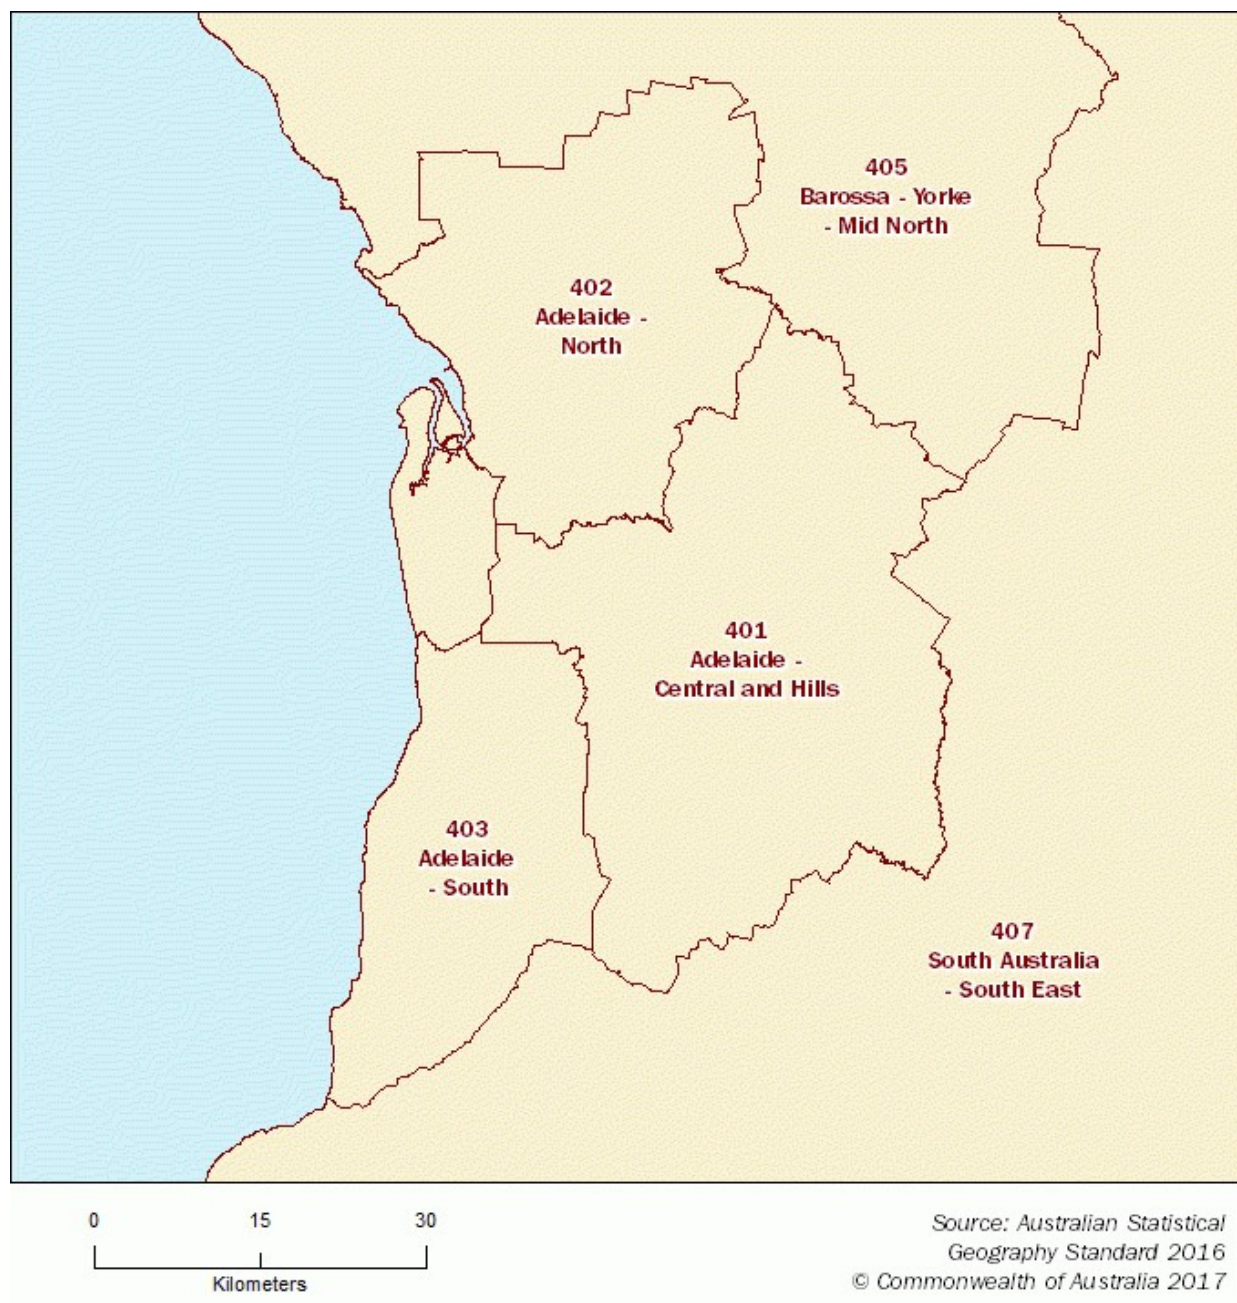 405
Barossa - Yorke
- Mid North
402
Adelaide -
North
401
Adelaide -
Central and Hills
403
Adelaide
- South
407
South Australia
- South East
0 15 30
Kilometers
Source: Australian Statistical
Geography Standard 2016
© Commonwealth of Australia 2017